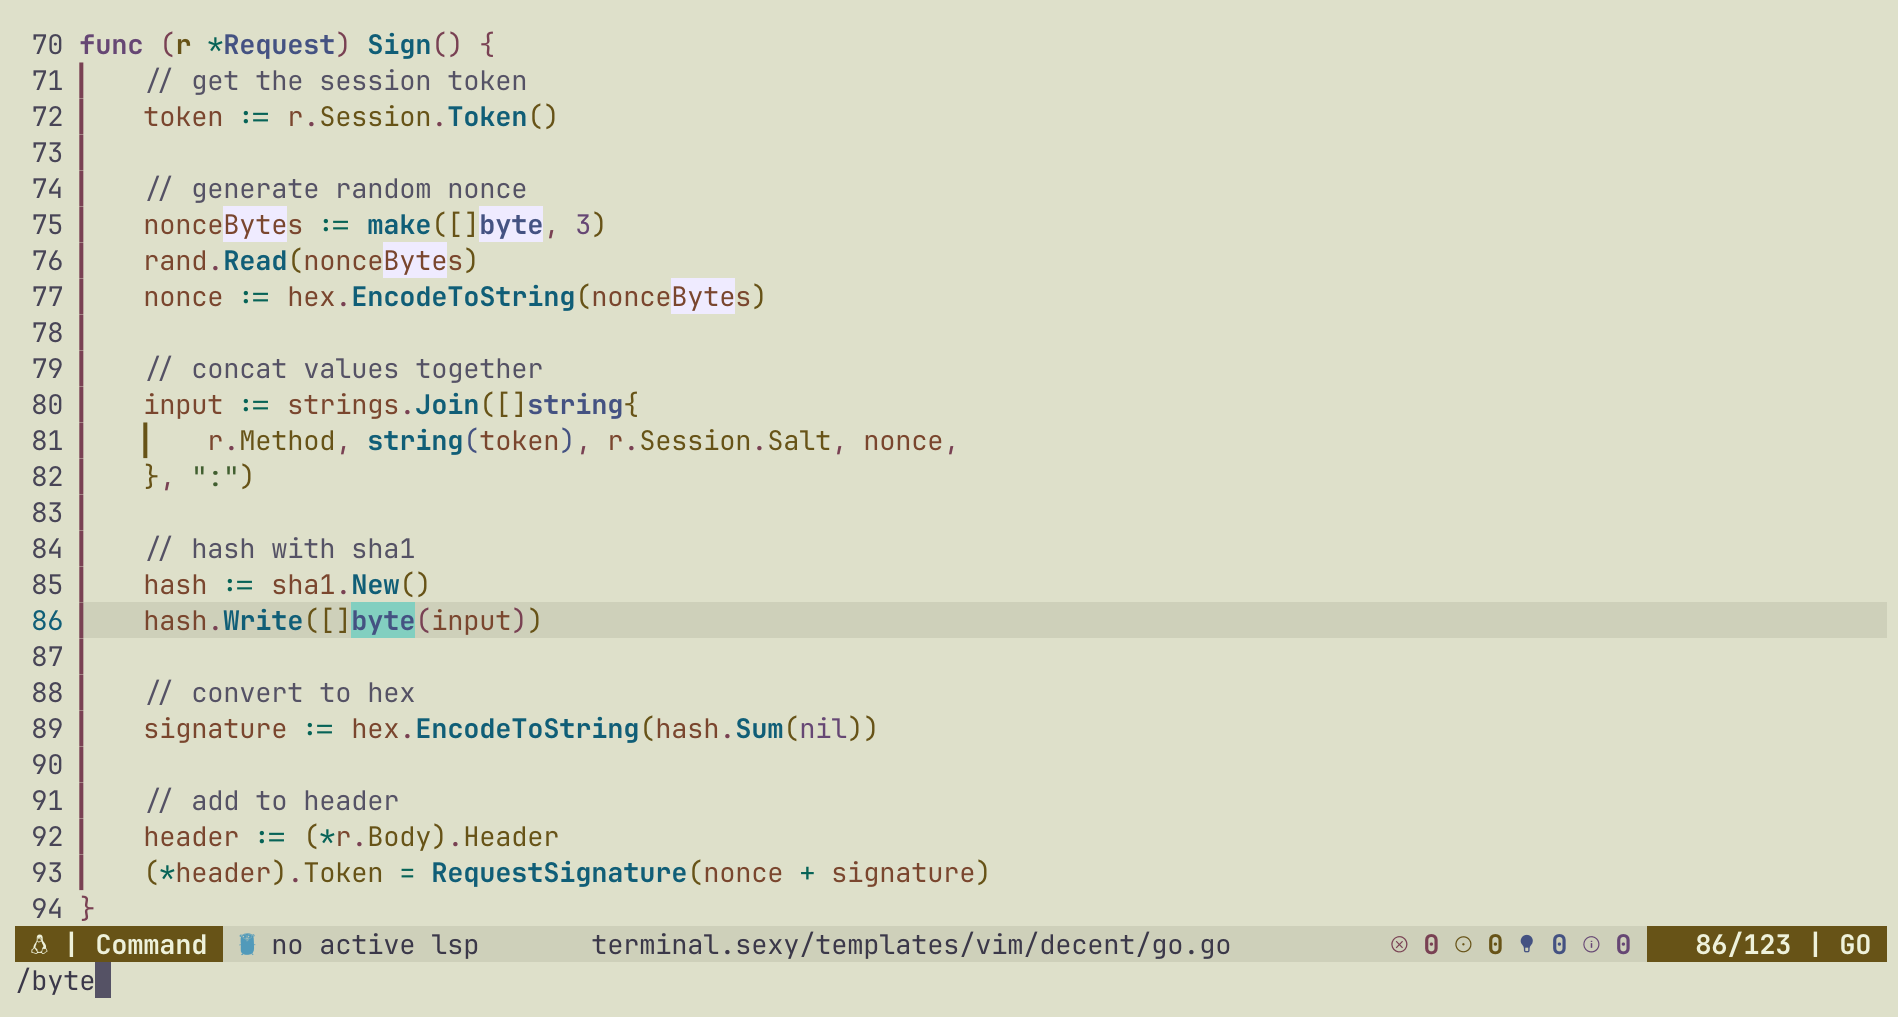 70 func (r *Request) Sign() {
71     // get the session token
72     token := r.Session.Token()
73
74     // generate random nonce
75     nonceBytes := make([]byte, 3)
76     rand.Read(nonceBytes)
77     nonce := hex.EncodeToString(nonceBytes)
78
79     // concat values together
80     input := strings.Join([]string{
81         r.Method, string(token), r.Session.Salt, nonce,
82     }, ":")
83
84     // hash with sha1
85     hash := sha1.New()
86     hash.Write([]byte(input))
87
88     // convert to hex
89     signature := hex.EncodeToString(hash.Sum(nil))
90
91     // add to header
92     header := (*r.Body).Header
93     (*header).Token = RequestSignature(nonce + signature)
94 }
| Command no active lsp terminal.sexy/templates/vim/decent/go.go 0 0 0 0 86/123 | GO
/byte